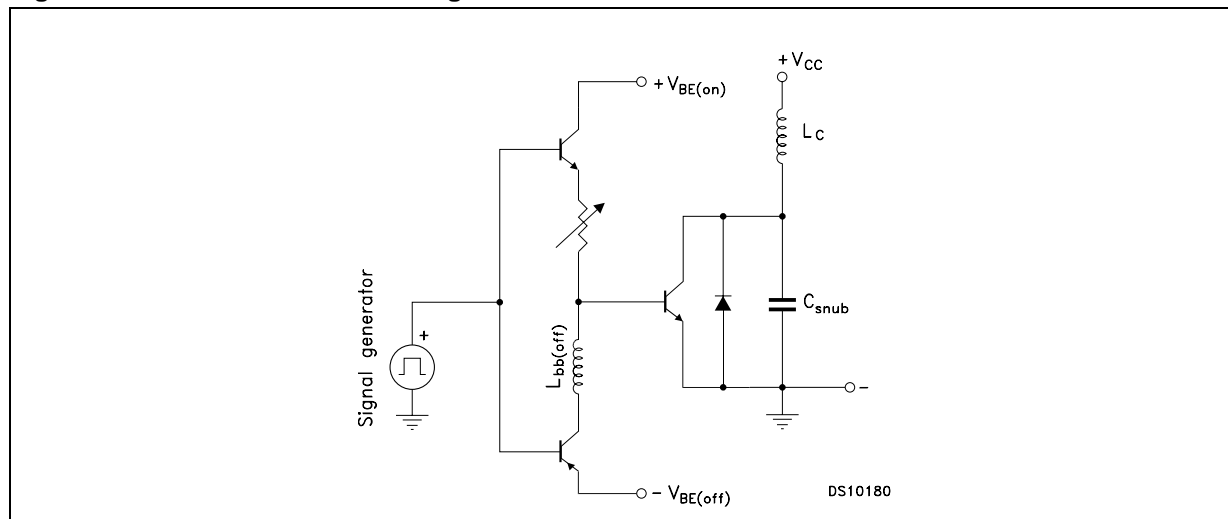 + V_BE(on)
+ V_CC
L_C
Signal generator
+
L_bb(off)
C_snub
-
- V_BE(off)
DS10180